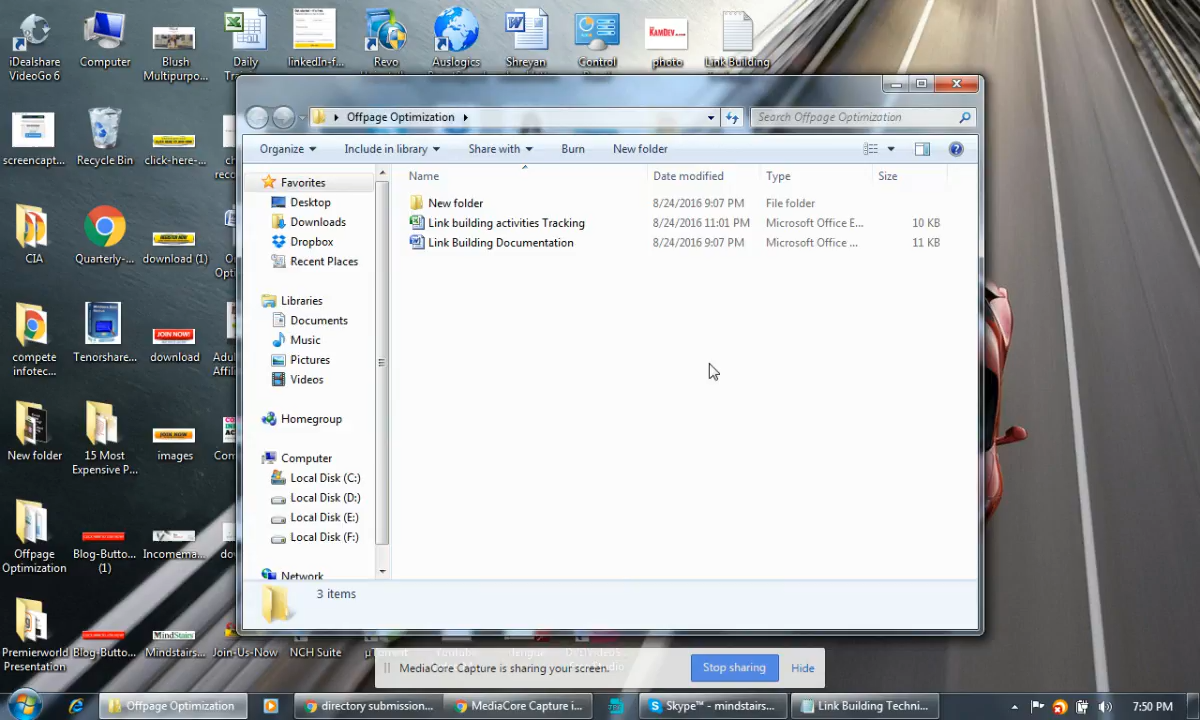 iDealshare
VideoGo 6
Computer
Blush
Multipurpo...
Daily
linkedIn-f...
Revo
Auslogics
Shreyan
Control
KAMDEV
photo
Link Building
Offpage Optimization
Search Offpage Optimization
Organize
Include in library
Share with
Burn
New folder
Name
Date modified
Type
Size
New folder
8/24/2016 9:07 PM
File folder
Link building activities Tracking
8/24/2016 11:01 PM
Microsoft Office E...
10 KB
Link Building Documentation
8/24/2016 9:07 PM
Microsoft Office ...
11 KB
Favorites
Desktop
Downloads
Dropbox
Recent Places
Libraries
Documents
Music
Pictures
Videos
Homegroup
Computer
Local Disk (C:)
Local Disk (D:)
Local Disk (E:)
Local Disk (F:)
Network
3 items
screencapt...
Recycle Bin
click-here-...
CIA
Quarterly-...
download (1)
compete
infotec...
Tenorshare...
JOIN NOW!
download
New folder
15 Most
Expensive P...
JOIN NOW
images
Offpage
Optimization
Blog-Butto...
(1)
Incomema...
Premierworld
Presentation
Blog-Butto...
MindStairs
Mindstairs...
Join-Us-Now
NCH Suite
µTorrent
MediaCore Capture is sharing your screen.
Stop sharing
Hide
Offpage Optimization
directory submission...
MediaCore Capture i...
Skype™ - mindstairs...
Link Building Techni...
7:50 PM